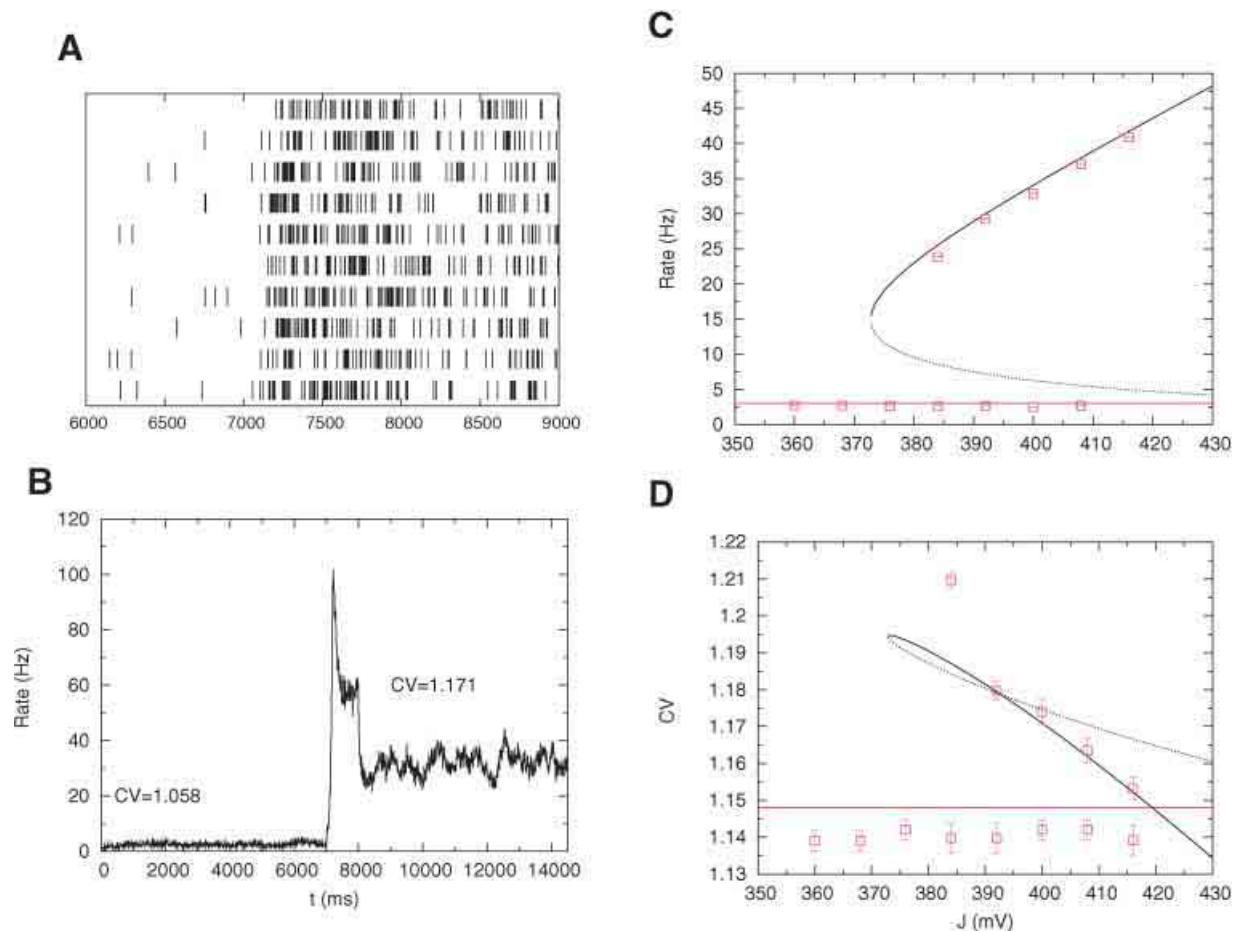 A
6000 6500 7000 7500 8000 8500 9000
B
120
100
80
60
40
20
0
Rate (Hz)
CV=1.171
CV=1.058
0 2000 4000 6000 8000 10000 12000 14000
t (ms)
C
50
45
40
35
30
25
20
15
10
5
0
Rate (Hz)
350 360 370 380 390 400 410 420 430
D
1.22
1.21
1.2
1.19
1.18
1.17
1.16
1.15
1.14
1.13
CV
350 360 370 380 390 400 410 420 430
J (mV)